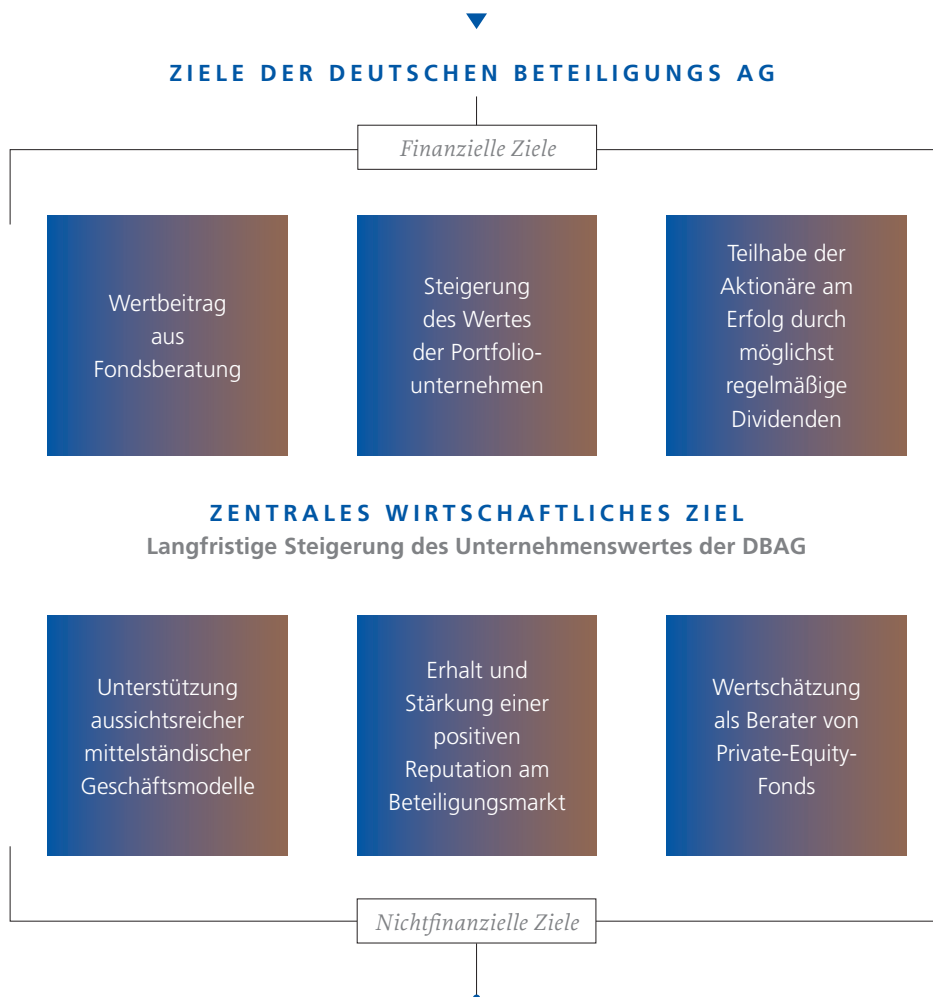 ZIELE DER DEUTSCHEN BETEILIGUNGS AG
Finanzielle Ziele
Wertbeitrag
aus
Fondsberatung
Steigerung
des Wertes
der Portfolio-
unternehmen
Teilhabe der
Aktionäre am
Erfolg durch
möglichst
regelmäßige
Dividenden
ZENTRALES WIRTSCHAFTLICHES ZIEL
Langfristige Steigerung des Unternehmenswertes der DBAG
Unterstützung
aussichtsreicher
mittelständischer
Geschäftsmodelle
Erhalt und
Stärkung einer
positiven
Reputation am
Beteiligungsmarkt
Wertschätzung
als Berater von
Private-Equity-
Fonds
Nichtfinanzielle Ziele